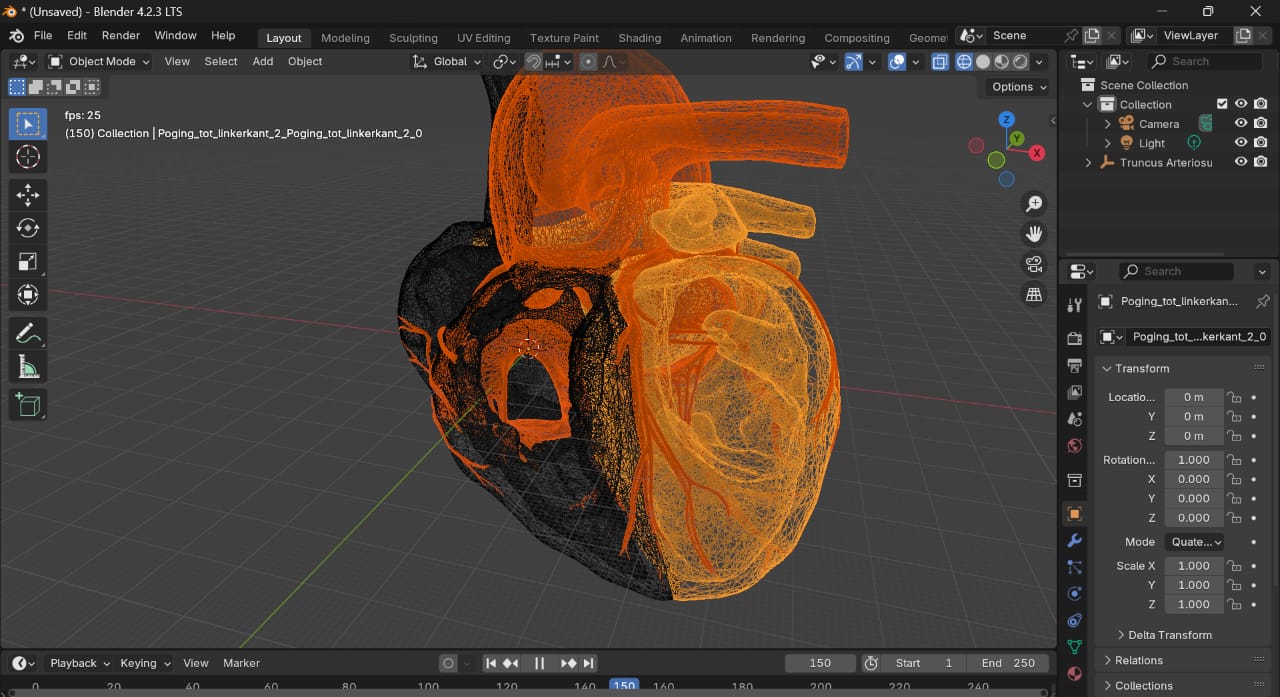 * (Unsaved) - Blender 4.2.3 LTS
File Edit Render Window Help Layout Modeling Sculpting UV Editing Texture Paint Shading Animation Rendering Compositing Geomet Scene ViewLayer
Object Mode View Select Add Object Global Search
Options
Scene Collection
fps: 25
Collection
(150) Collection | Poging_tot_linkerkant_2_Poging_tot_linkerkant_2_0
Camera
Light
Truncus Arteriosu
Z
Y
X
Search
Poging_tot_linkerkan...
Poging_tot_...kerkant_2_0
Transform
Locatio... 0 m
Y 0 m
Z 0 m
Rotation... 1.000
X 0.000
Y 0.000
Z 0.000
Mode Quate...
Scale X 1.000
Y 1.000
Z 1.000
Delta Transform
Relations
Collections
Playback Keying View Marker 150 Start 1 End 250
0 20 40 60 80 100 120 140 150 160 180 200 220 240